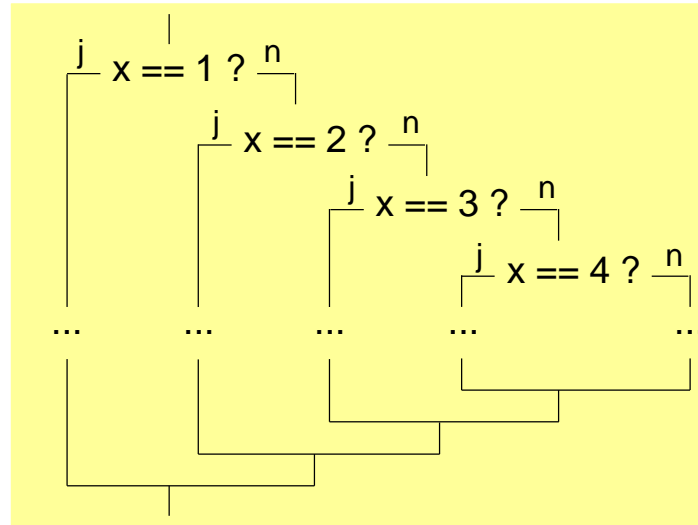 j x == 1 ? n
j x == 2 ? n
j x == 3 ? n
j x == 4 ? n
... ... ... ... ..